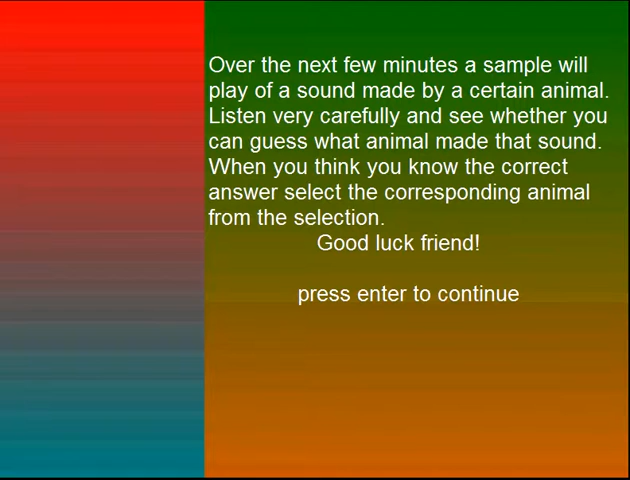 Over the next few minutes a sample will
play of a sound made by a certain animal.
Listen very carefully and see whether you
can guess what animal made that sound.
When you think you know the correct
answer select the corresponding animal
from the selection.
Good luck friend!
press enter to continue